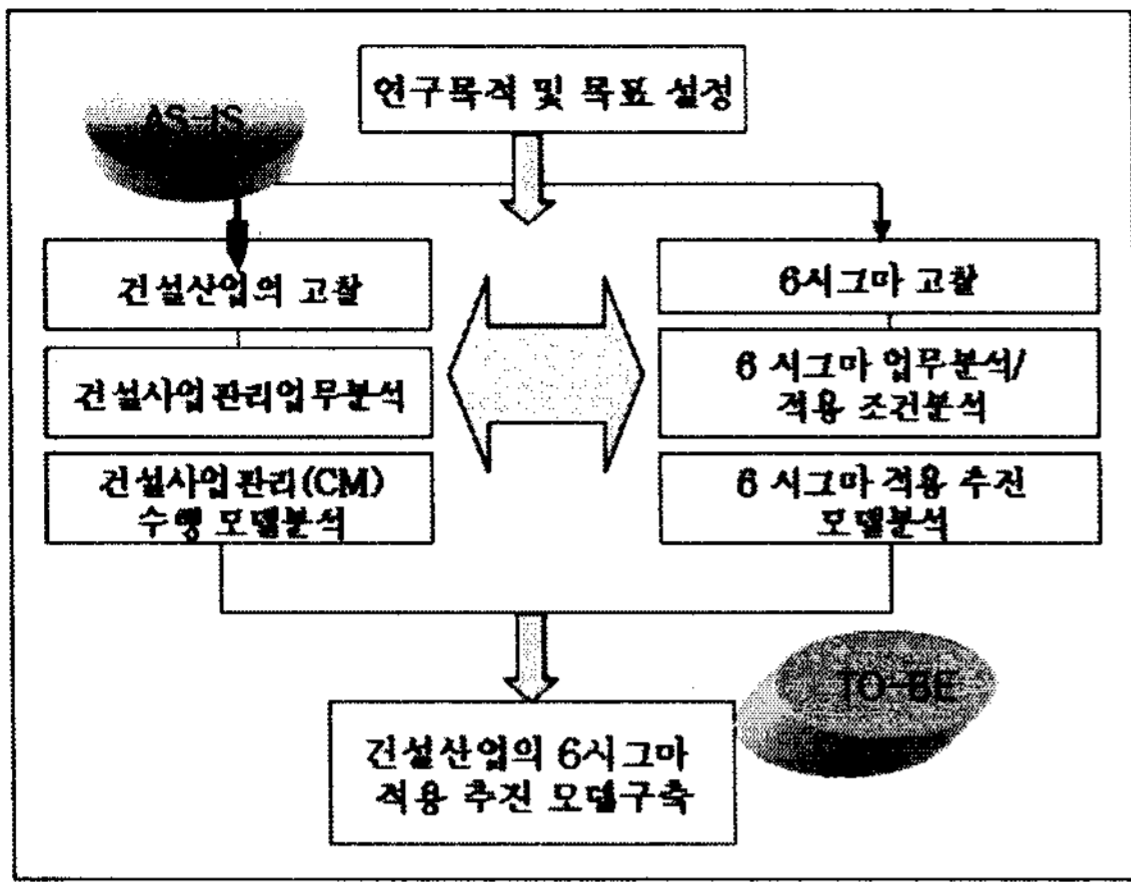 연구목적 및 목표 설정
AS-IS
건설산업의 고찰
건설사업관리업무분석
건설사업관리(CM)
수행 모델분석
6시그마 고찰
6 시그마 업무분석/
적용 조건분석
6 시그마 적용 추진
모델분석
TO-BE
건설산업의 6시그마
적용 추진 모델구축